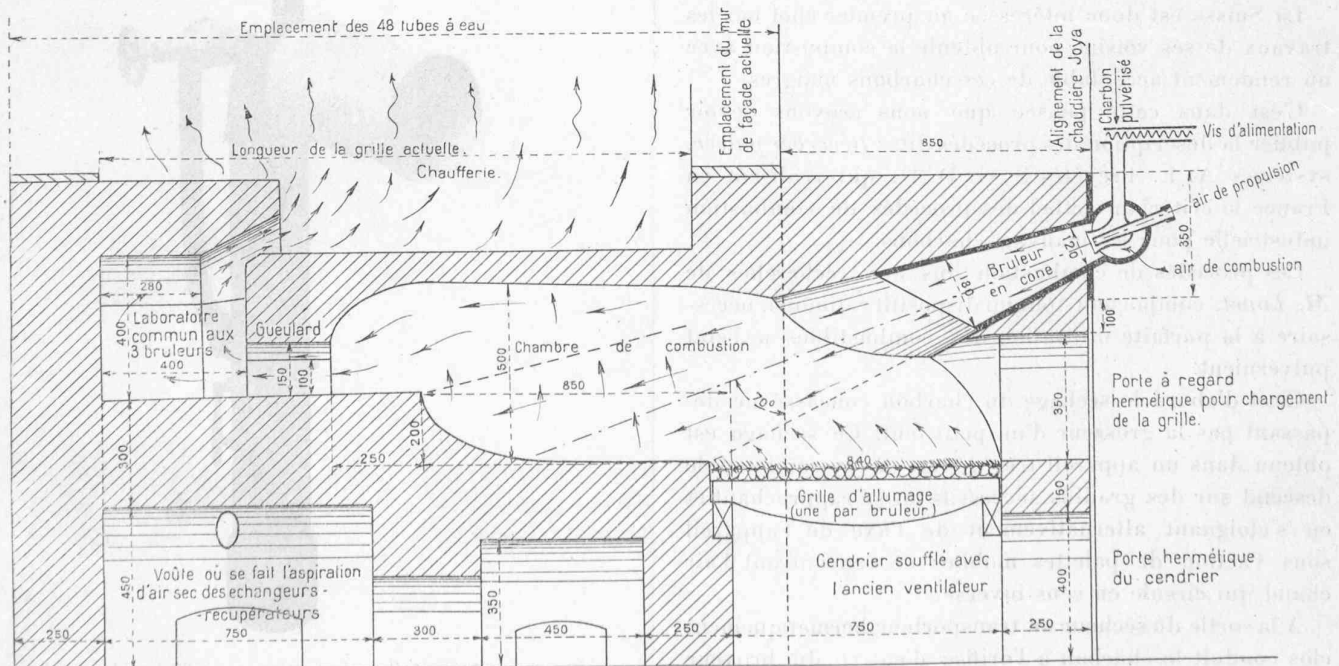 Emplacement des 48 tubes à eau
Emplacement du mur
de façade actuelle
Alignement de la
chaudière Joya
Charbon
pulvérisé
Vis d'alimentation
Longueur de la grille actuelle.
Chaufferie.
850
air de propulsion
350
120
air de combustion
Bruleur
en cone
100
280
400
Laboratoire
commun aux
3 bruleurs
400
Gueulard
150
100
Chambre de combustion
500
850
200
250
300
350
Porte à regard
hermétique pour chargement
de la grille.
840
Grille d'allumage
(une par bruleur)
160
Voûte où se fait l'aspiration
d'air sec des echangeurs
-recupérateurs
450
350
Cendrier soufflé avec
l'ancien ventilateur
400
Porte hermétique
du cendrier
250
750
300
450
250
750
250